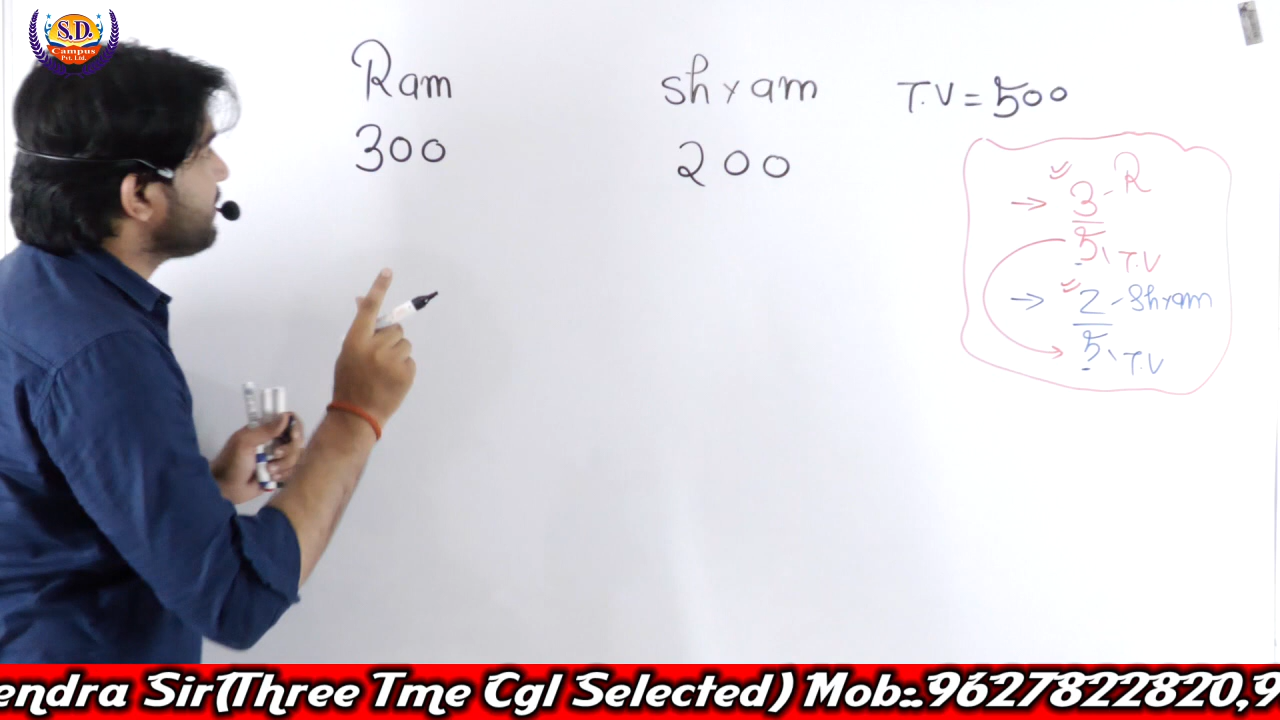 S.D.
Campus
Pvt. Ltd.
Ram
300
Shyam
200
T.V = 500
→ 3 - R
5, T.V
→ 2 - Shyam
5, T.V
endra Sir(Three Tme Cgl Selected) Mob:.9627822820,9